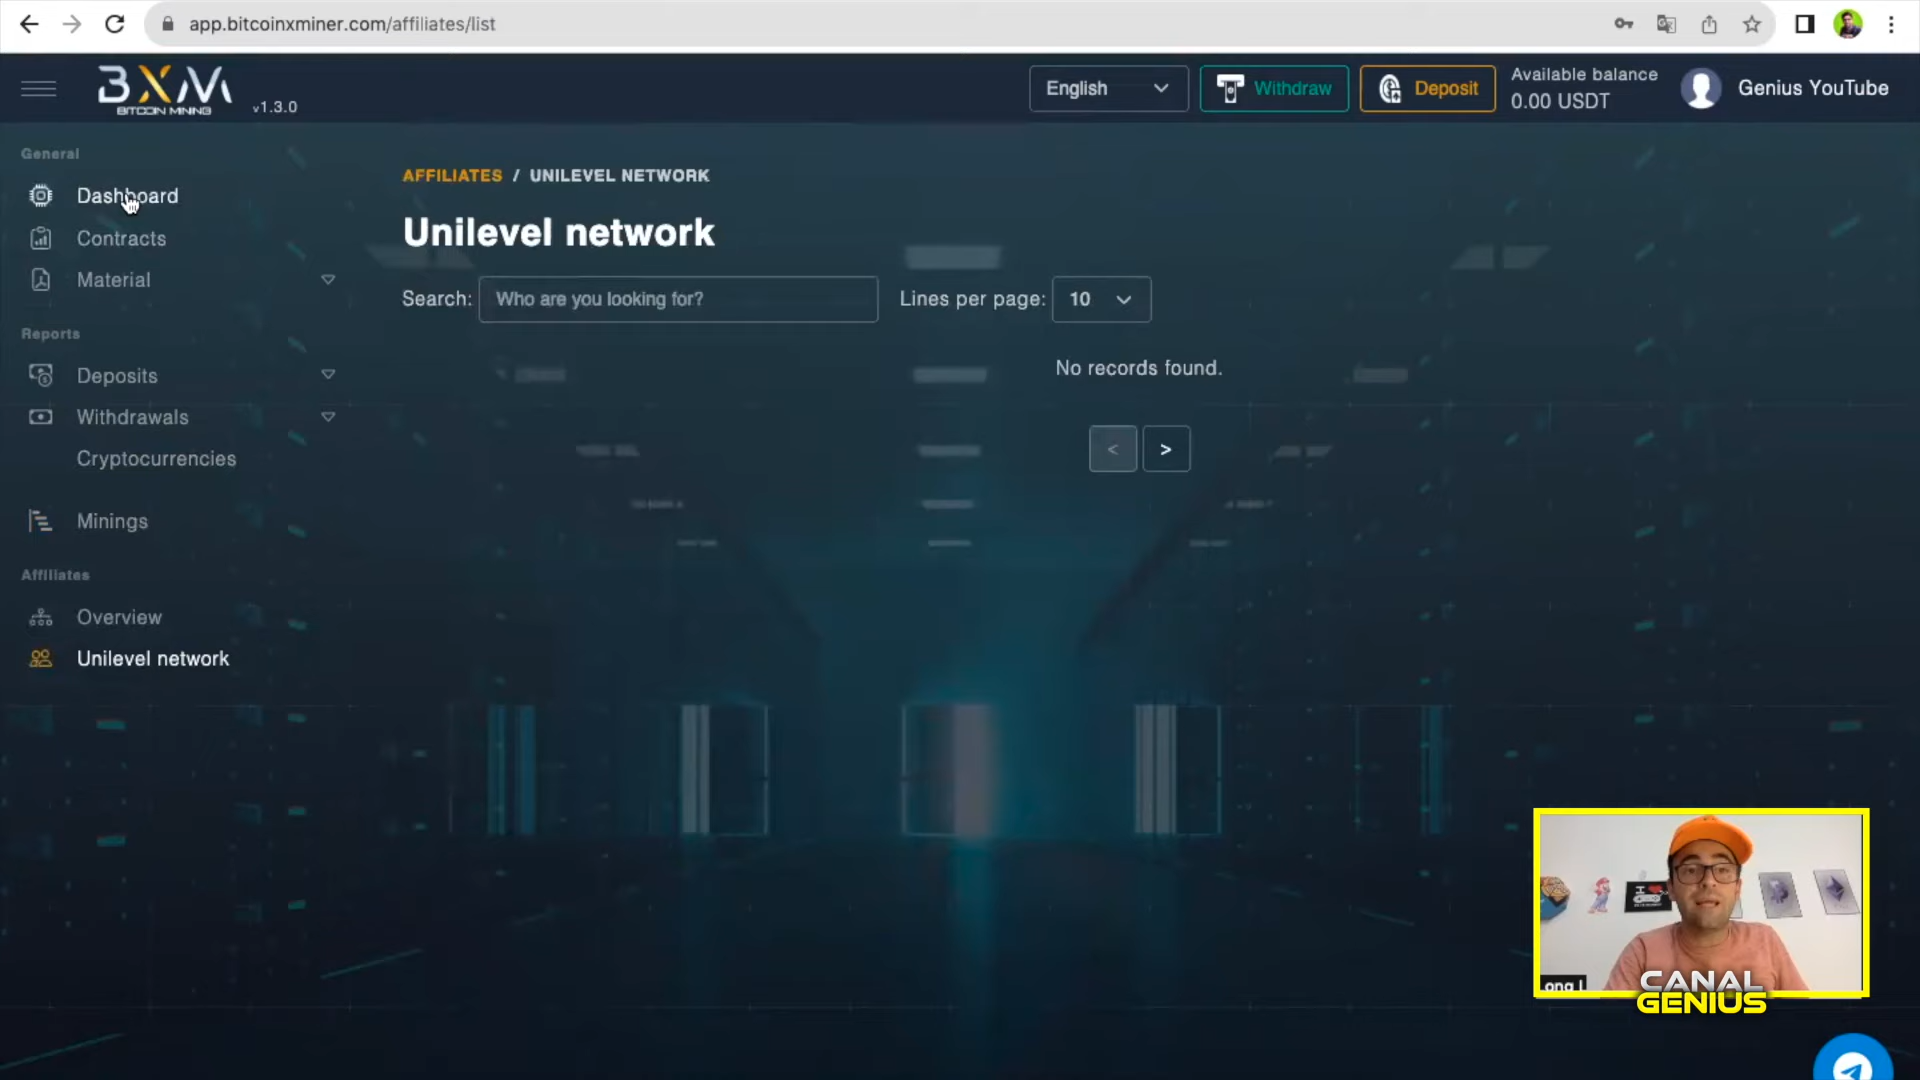 app.bitcoinxminer.com/affiliates/list
BXM
BITCOIN MINING
v1.3.0
English
Withdraw
Deposit
Available balance
0.00 USDT
Genius YouTube
General
Dashboard
Contracts
Material
Reports
Deposits
Withdrawals
Cryptocurrencies
Minings
Affiliates
Overview
Unilevel network
AFFILIATES / UNILEVEL NETWORK
Unilevel network
Search: Who are you looking for? Lines per page: 10
No records found.
< >
I
CANAL
GENIUS